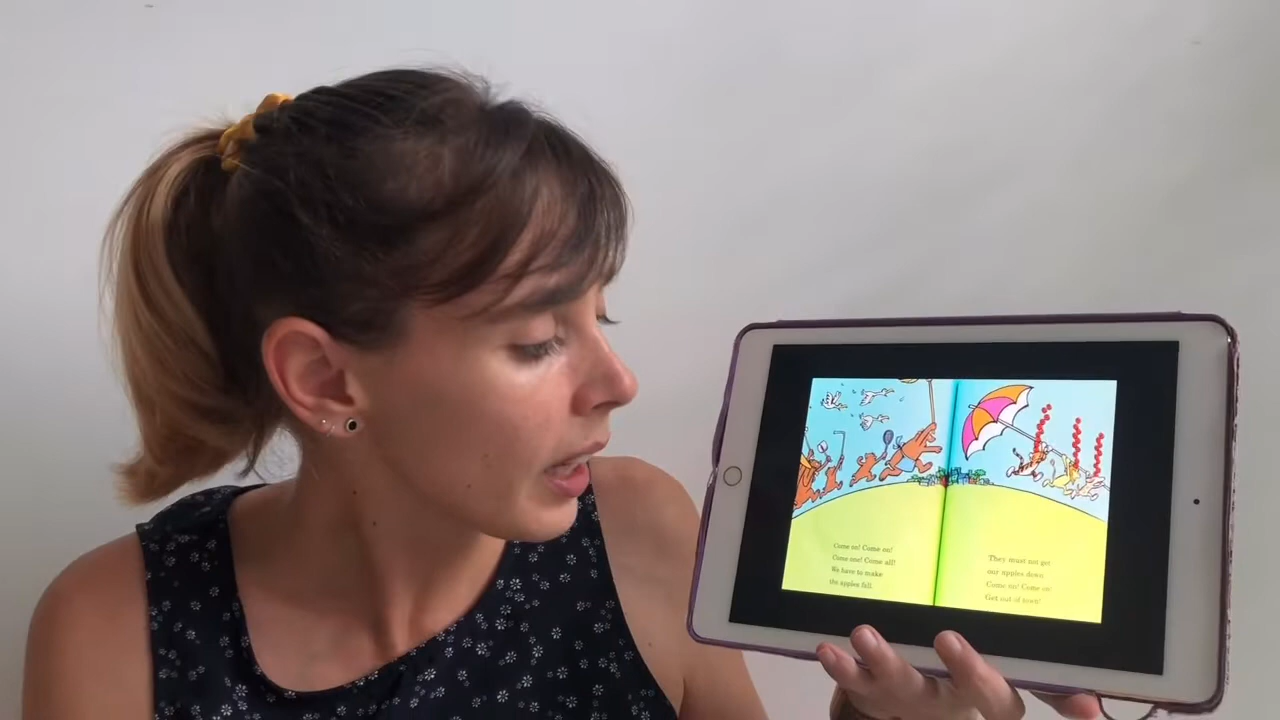 Come on! Come on!
Come one! Come all!
We have to make
the apples fall.
They must not get
our apples down.
Come on! Come on
Get out of town!